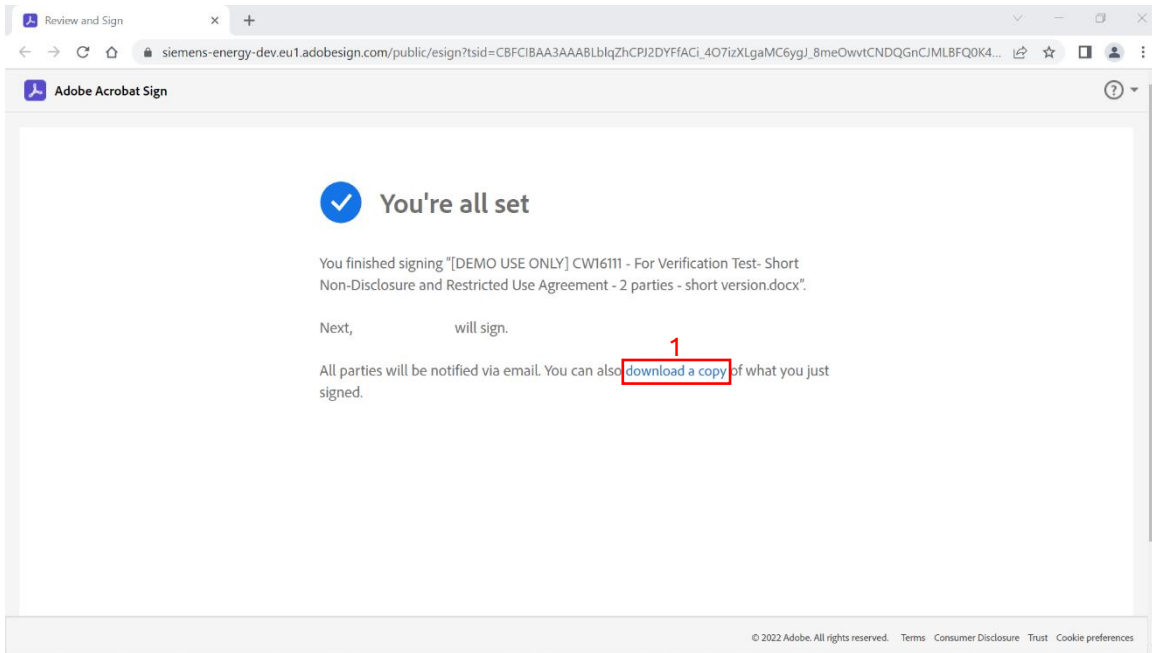 Review and Sign
siemens-energy-dev.eu1.adobesign.com/public/esign?tsid=CBFCIBAA3AAABLblqZhCPJ2DYFfACi_4O7izXLgaMC6ygJ_8meOwvtCNDQGnCJMLBFQ0K4...
Adobe Acrobat Sign
You're all set
You finished signing "[DEMO USE ONLY] CW16111 - For Verification Test- Short
Non-Disclosure and Restricted Use Agreement - 2 parties - short version.docx".
Next, will sign.
1
All parties will be notified via email. You can also download a copy of what you just
signed.
© 2022 Adobe. All rights reserved. Terms Consumer Disclosure Trust Cookie preferences